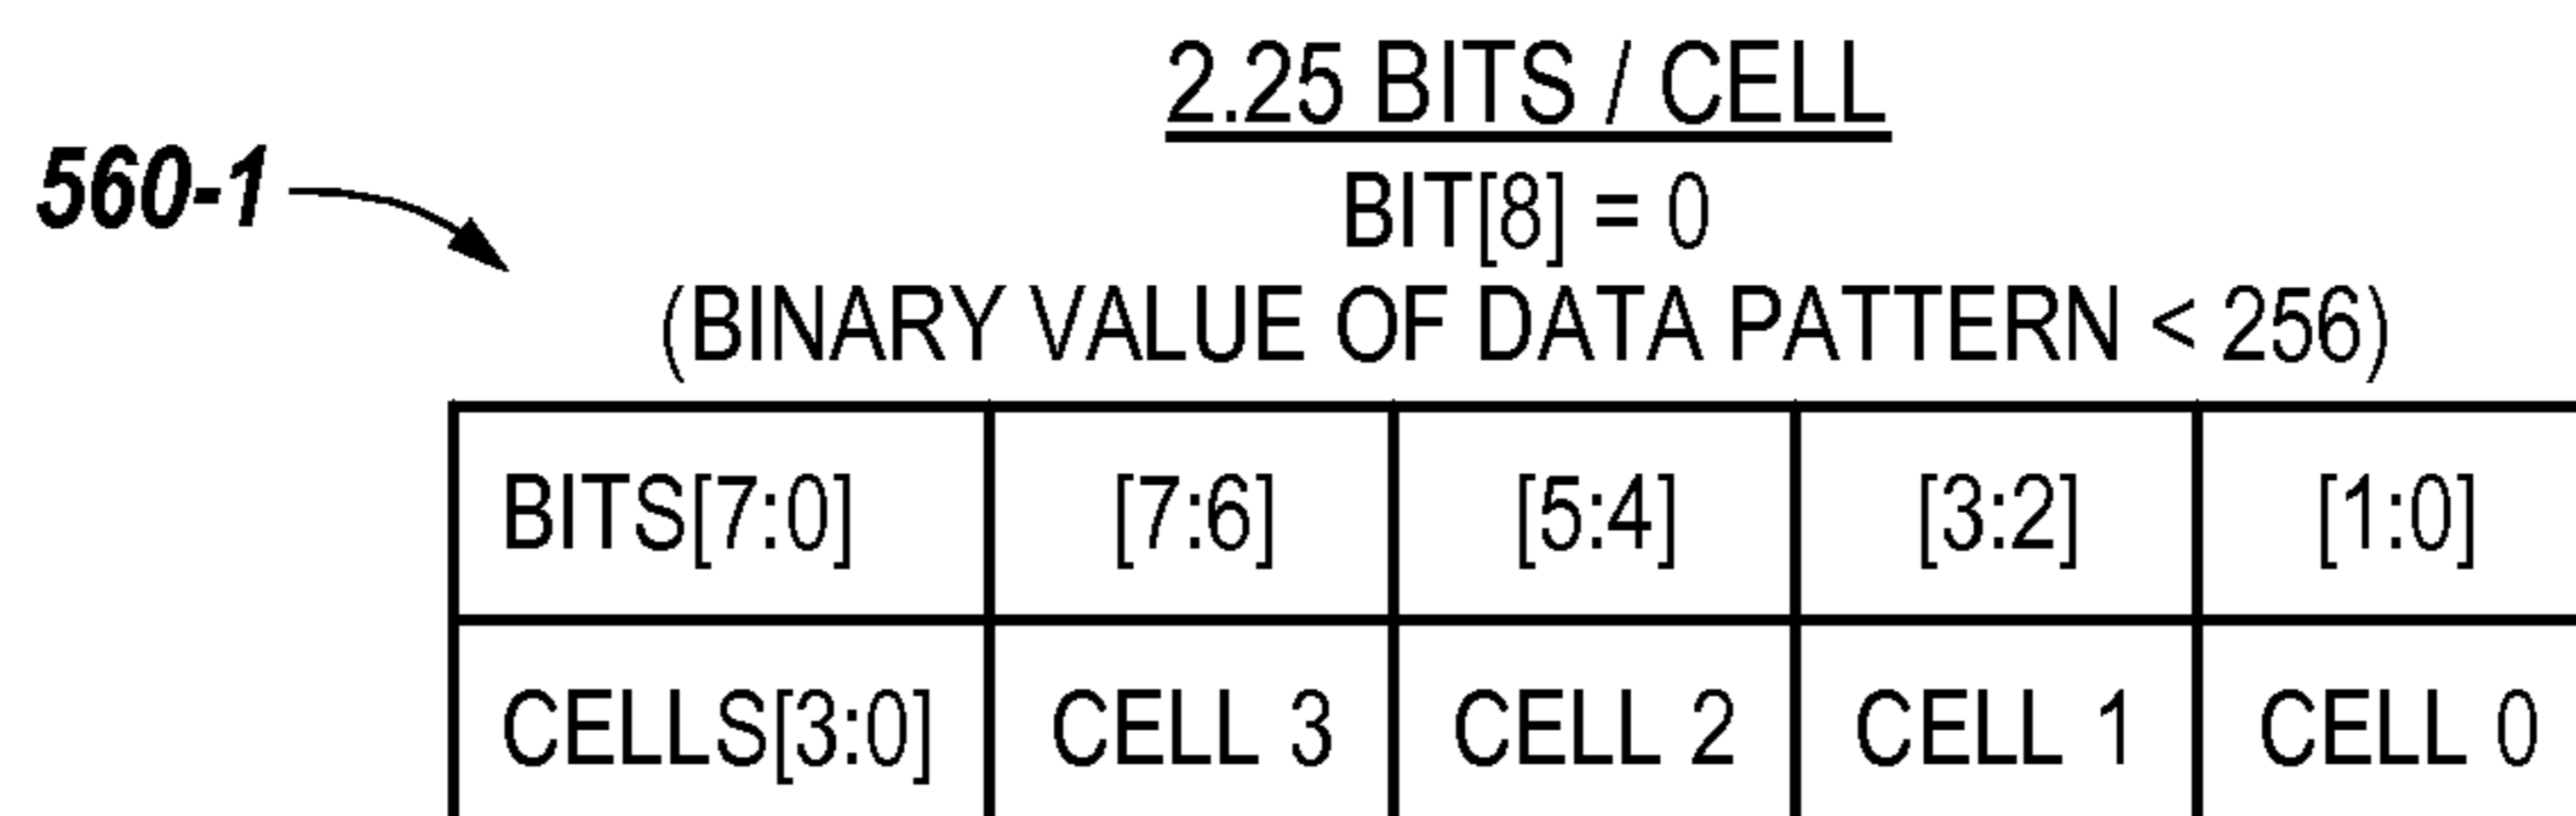 2.25 BITS / CELL
560-1
BIT[8] = 0
(BINARY VALUE OF DATA PATTERN < 256)
BITS[7:0] [7:6] [5:4] [3:2] [1:0]
CELLS[3:0] CELL 3 CELL 2 CELL 1 CELL 0